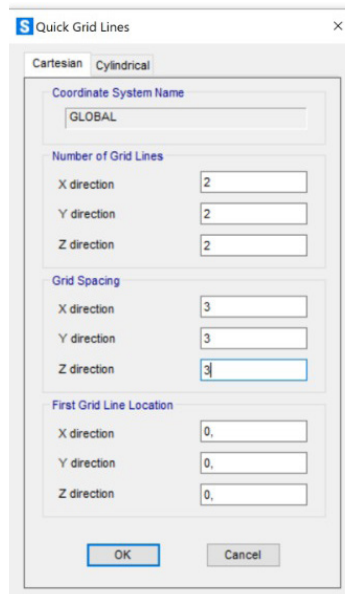 S Quick Grid Lines ×
Cartesian Cylindrical
Coordinate System Name
GLOBAL
Number of Grid Lines
X direction 2
Y direction 2
Z direction 2
Grid Spacing
X direction 3
Y direction 3
Z direction 3
First Grid Line Location
X direction 0,
Y direction 0,
Z direction 0,
OK Cancel